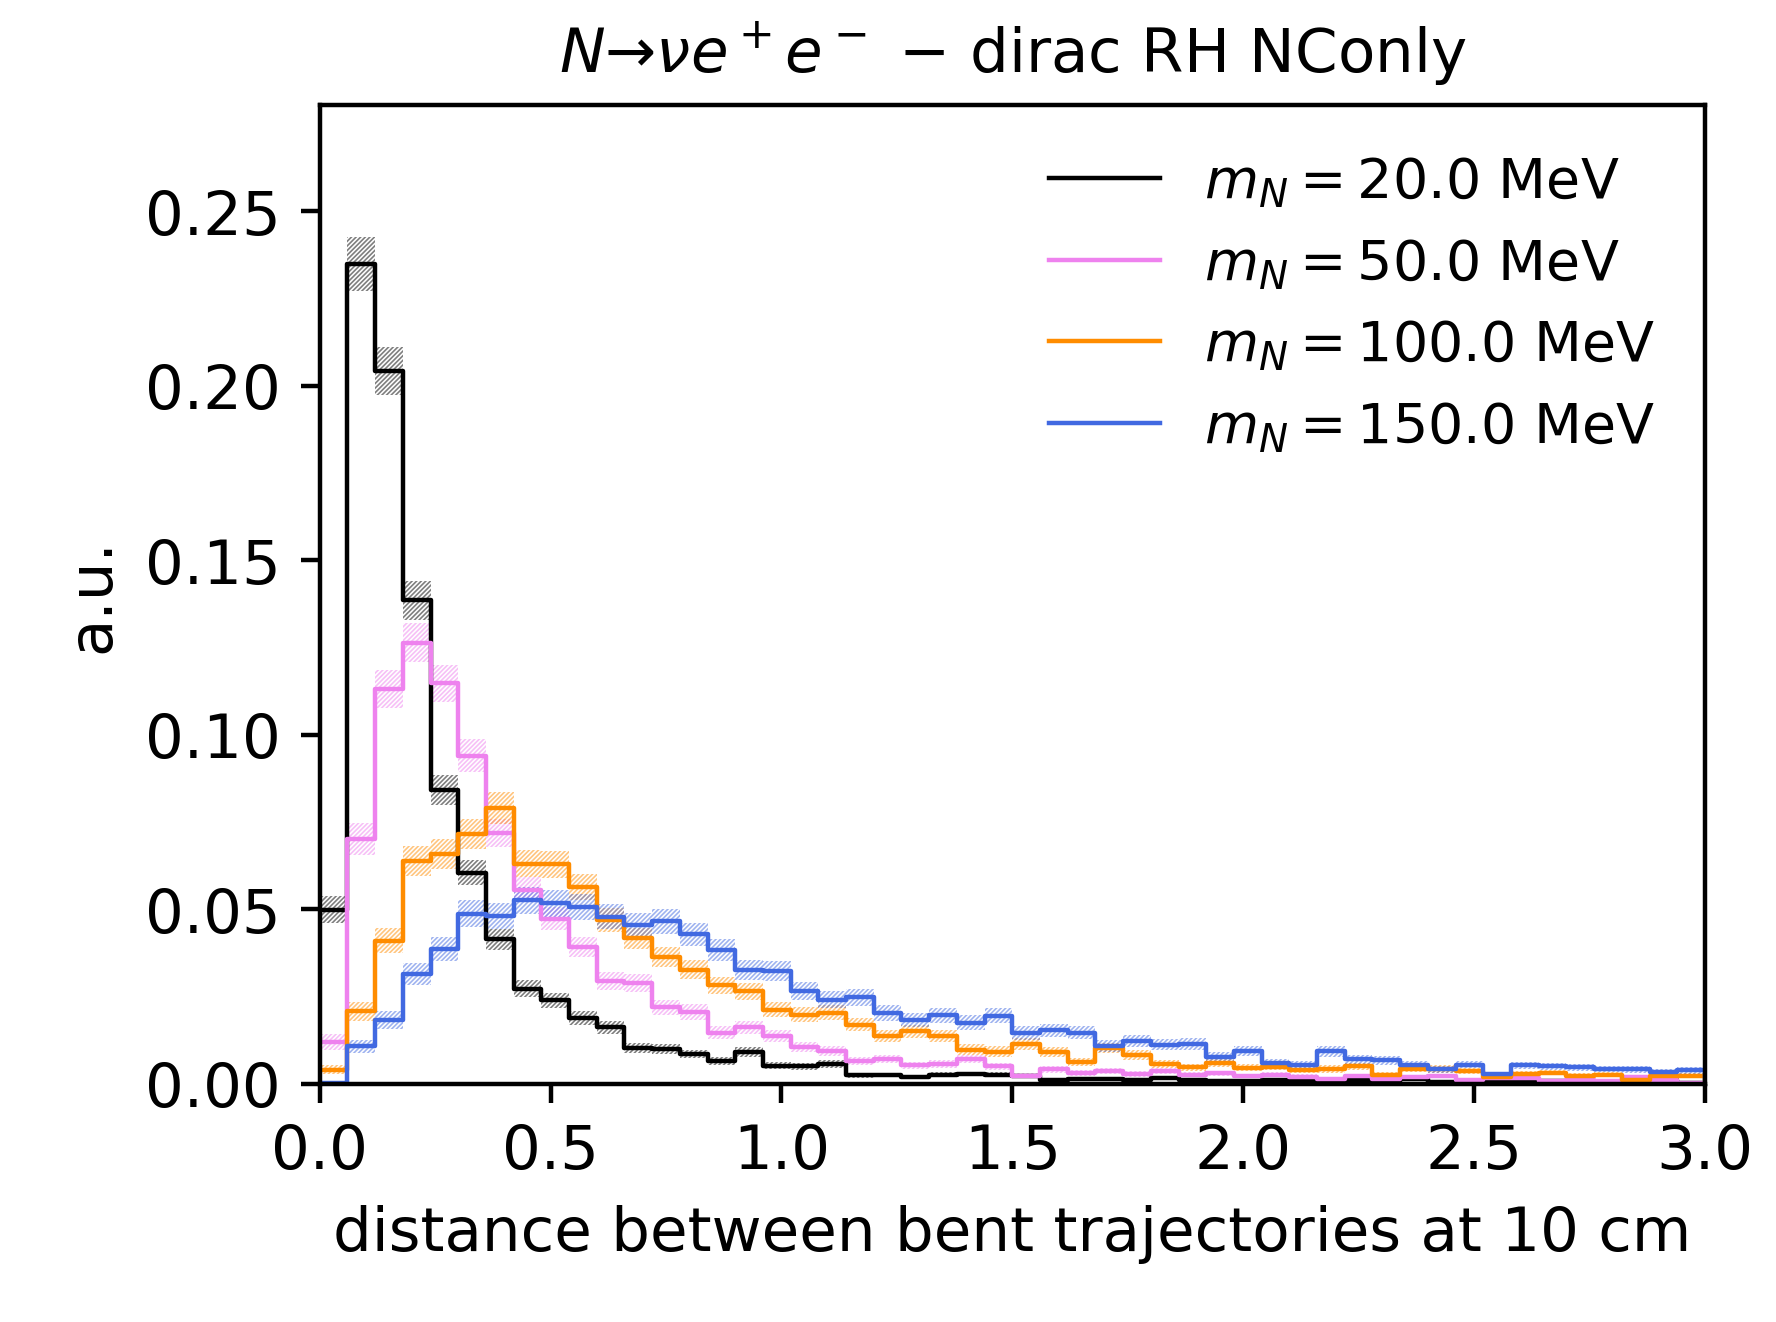 N→νe⁺e⁻ − dirac RH NConly
m_N = 20.0 MeV
m_N = 50.0 MeV
m_N = 100.0 MeV
m_N = 150.0 MeV
a.u.
0.25
0.20
0.15
0.10
0.05
0.00
0.0 0.5 1.0 1.5 2.0 2.5 3.0
distance between bent trajectories at 10 cm